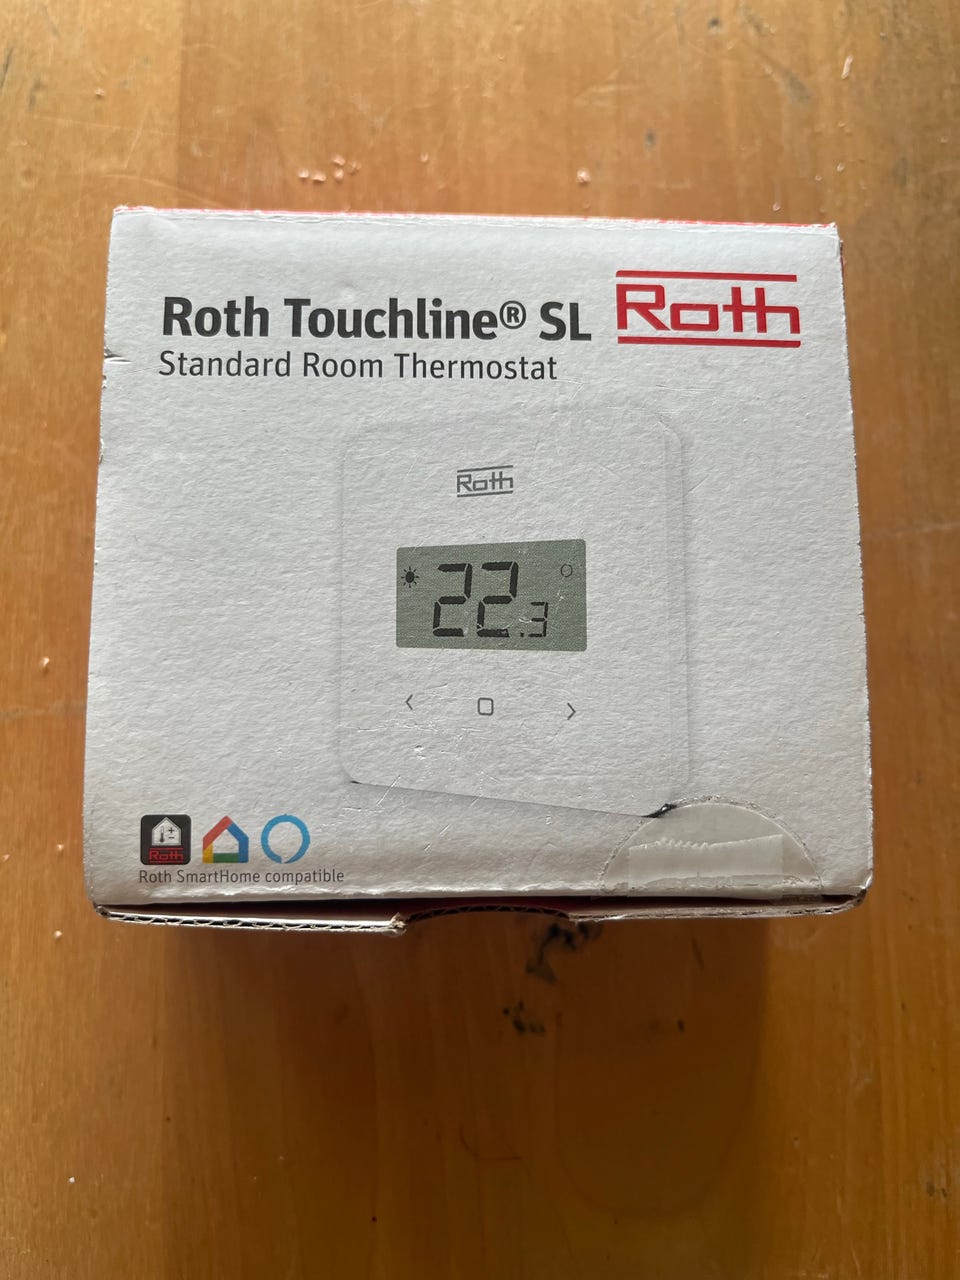 Roth Touchline® SL
Roth
Standard Room Thermostat
Roth
22.3
Roth
Roth SmartHome compatible